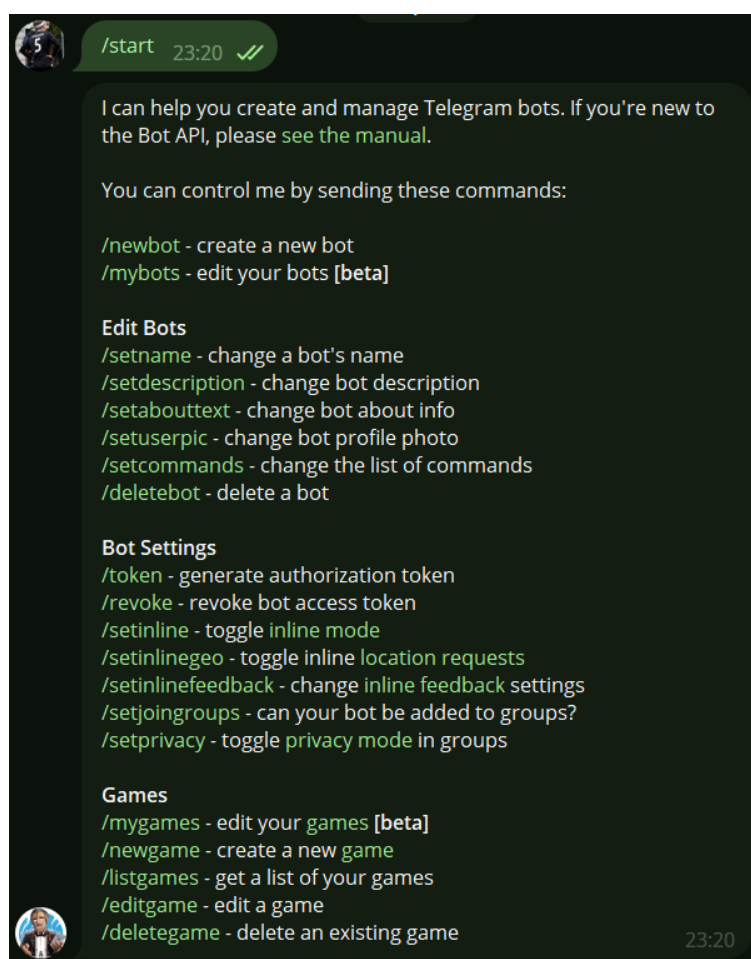 5
/start 23:20
I can help you create and manage Telegram bots. If you're new to
the Bot API, please see the manual.
You can control me by sending these commands:
/newbot - create a new bot
/mybots - edit your bots [beta]
Edit Bots
/setname - change a bot's name
/setdescription - change bot description
/setabouttext - change bot about info
/setuserpic - change bot profile photo
/setcommands - change the list of commands
/deletebot - delete a bot
Bot Settings
/token - generate authorization token
/revoke - revoke bot access token
/setinline - toggle inline mode
/setinlinegeo - toggle inline location requests
/setinlinefeedback - change inline feedback settings
/setjoingroups - can your bot be added to groups?
/setprivacy - toggle privacy mode in groups
Games
/mygames - edit your games [beta]
/newgame - create a new game
/listgames - get a list of your games
/editgame - edit a game
/deletegame - delete an existing game
23:20